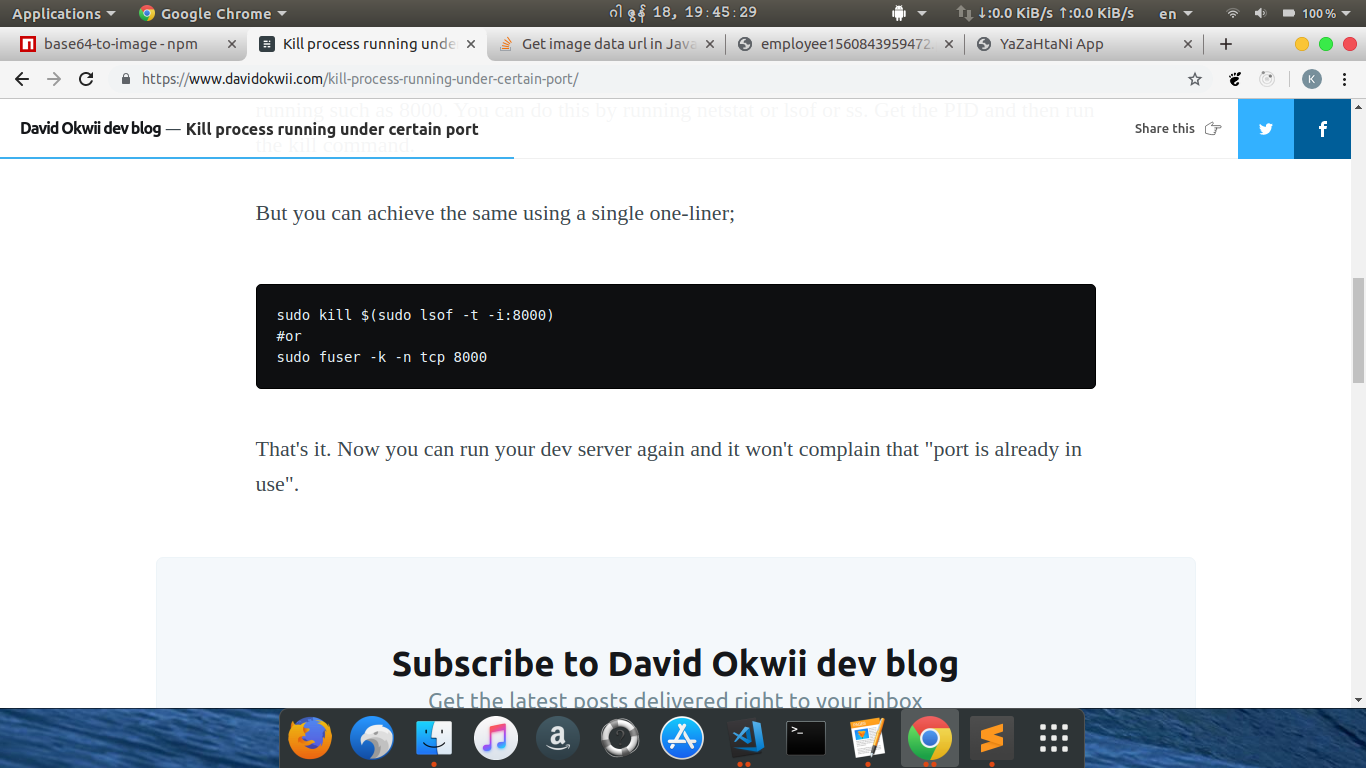 Applications
Google Chrome
ဂါ ဇွန် 18, 19:45:29
↓:0.0 KiB/s ↑:0.0 KiB/s
en
100 %
base64-to-image - npm
Kill process running unde
Get image data url in Java
employee1560843959472.
YaZaHtaNi App
https://www.davidokwii.com/kill-process-running-under-certain-port/
K
running such as 8000. You can do this by running netstat or lsof or ss. Get the PID and then run
David Okwii dev blog — Kill process running under certain port
Share this
the kill command.
But you can achieve the same using a single one-liner;
sudo kill $(sudo lsof -t -i:8000)
#or
sudo fuser -k -n tcp 8000
That's it. Now you can run your dev server again and it won't complain that "port is already in
use".
Subscribe to David Okwii dev blog
Get the latest posts delivered right to your inbox